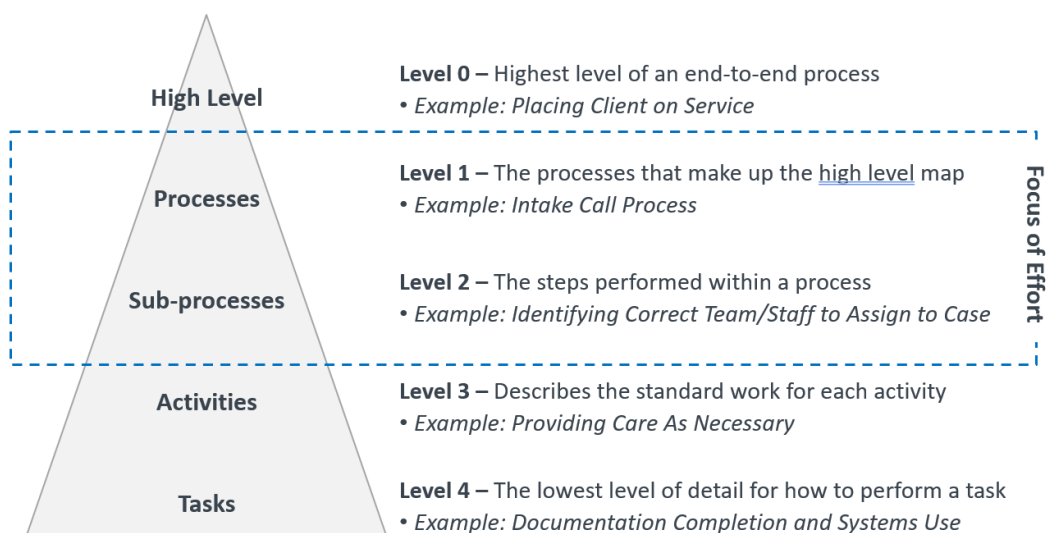 High Level
Level 0 – Highest level of an end-to-end process
• Example: Placing Client on Service
Processes
Level 1 – The processes that make up the high level map
• Example: Intake Call Process
Sub-processes
Level 2 – The steps performed within a process
• Example: Identifying Correct Team/Staff to Assign to Case
Focus of Effort
Activities
Level 3 – Describes the standard work for each activity
• Example: Providing Care As Necessary
Tasks
Level 4 – The lowest level of detail for how to perform a task
• Example: Documentation Completion and Systems Use